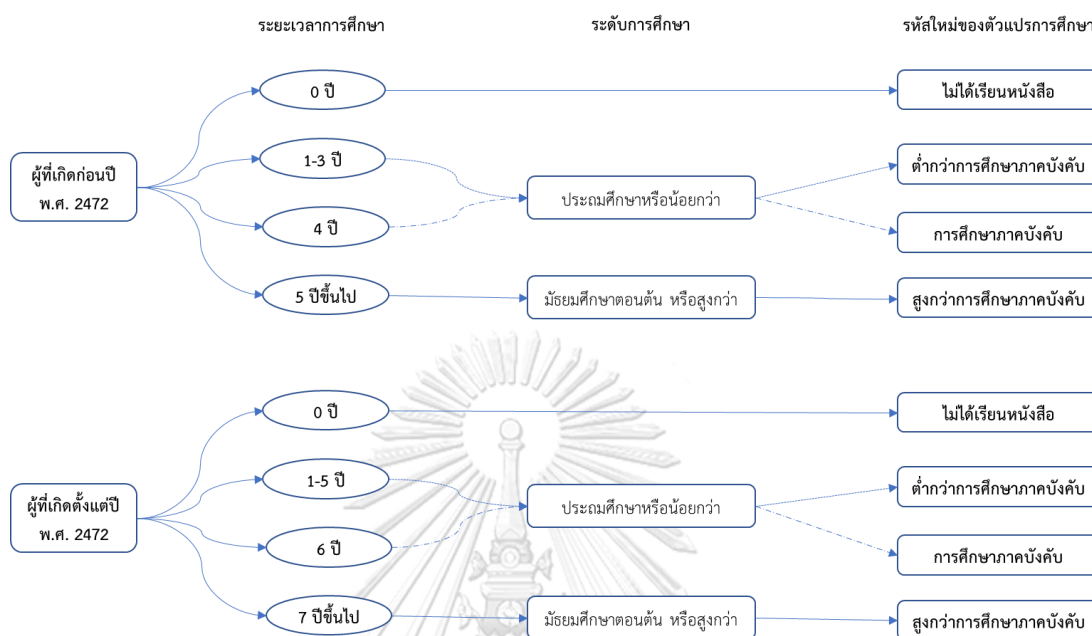 ระยะเวลาการศึกษา
ระดับการศึกษา
รหัสใหม่ของตัวแปรการศึกษา
0 ปี
ไม่ได้เรียนหนังสือ
1-3 ปี
ต่ำกว่าการศึกษาภาคบังคับ
ผู้ที่เกิดก่อนปี
พ.ศ. 2472
ประถมศึกษาหรือน้อยกว่า
4 ปี
การศึกษาภาคบังคับ
5 ปีขึ้นไป
มัธยมศึกษาตอนต้น หรือสูงกว่า
สูงกว่าการศึกษาภาคบังคับ
0 ปี
ไม่ได้เรียนหนังสือ
1-5 ปี
ต่ำกว่าการศึกษาภาคบังคับ
ผู้ที่เกิดตั้งแต่ปี
พ.ศ. 2472
ประถมศึกษาหรือน้อยกว่า
6 ปี
การศึกษาภาคบังคับ
7 ปีขึ้นไป
มัธยมศึกษาตอนต้น หรือสูงกว่า
สูงกว่าการศึกษาภาคบังคับ